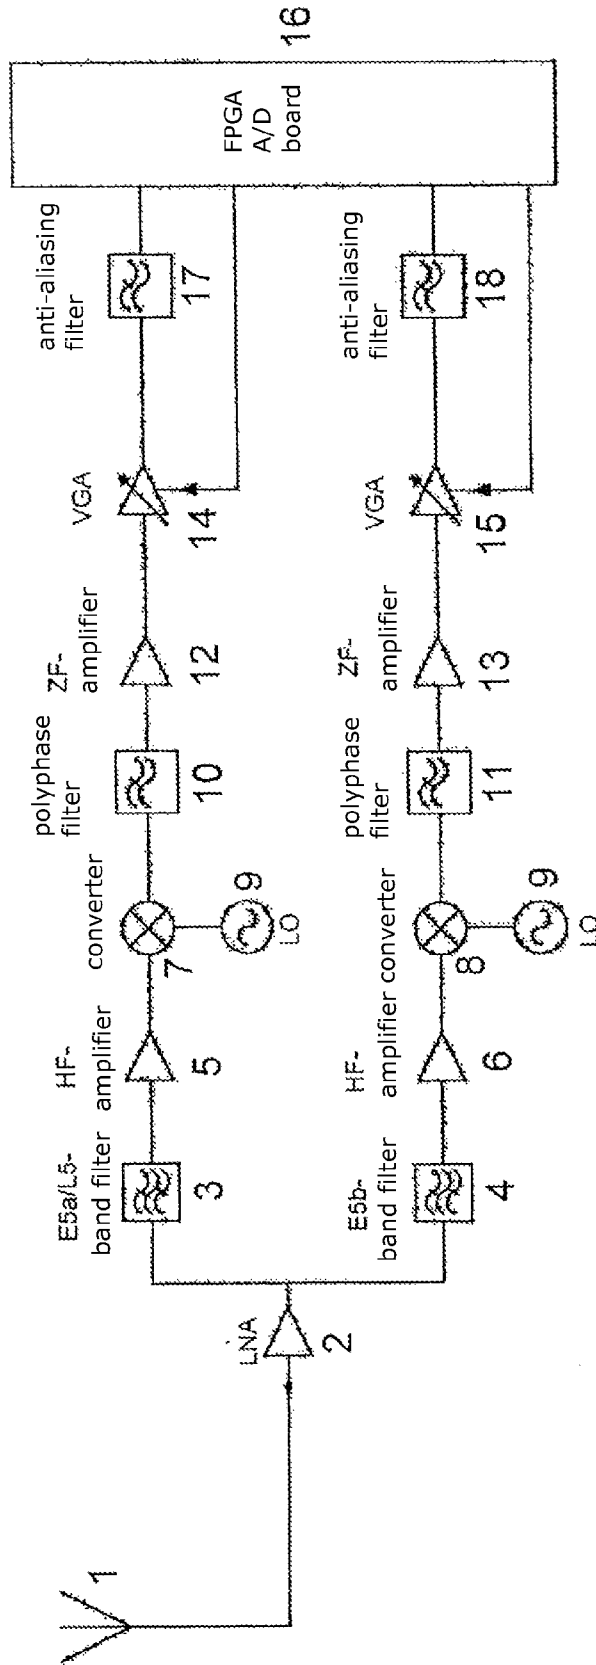 1
LNA
2
E5a/L5-
band filter
3
HF-
amplifier
5
converter
7
9
LO
polyphase
filter
10
ZF-
amplifier
12
VGA
14
anti-aliasing
filter
17
E5b-
band filter
4
HF-
amplifier
6
converter
8
9
LO
polyphase
filter
11
ZF-
amplifier
13
VGA
15
anti-aliasing
filter
18
FPGA
A/D
board
16